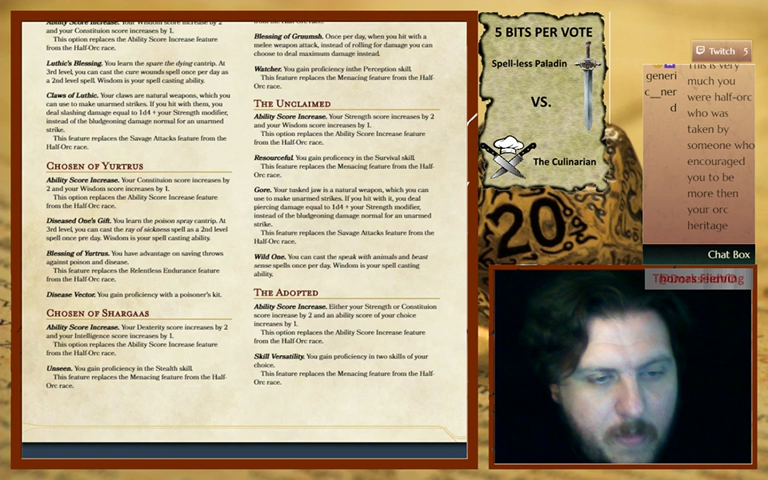 Ability Score Increase. Your Wisdom score increases by 2
and your Constituion score increases by 1.
This option replaces the Ability Score Increase feature
from the Half-Orc race.
Luthic's Blessing. You learn the spare the dying cantrip. At
3rd level, you can cast the cure wounds spell once per day as
a 2nd level spell. Wisdom is your spell casting ability.
Claws of Luthic. Your claws are natural weapons, which you
can use to make unarmed strikes. If you hit with them, you
deal slashing damage equal to 1d4 + your Strength modifier,
instead of the bludgeoning damage normal for an unarmed
strike.
This feature replaces the Savage Attacks feature from the
Half-Orc race.
CHOSEN OF YURTRUS
Ability Score Increase. Your Constitution score increases by
2 and your Wisdom score increases by 1.
This option replaces the Ability Score Increase feature
from the Half-Orc race.
Diseased One's Gift. You learn the poison spray cantrip. At
3rd level, you can cast the ray of sickness spell as a 2nd level
spell once per day. Wisdom is your spell casting ability.
Blessing of Yurtrus. You have advantage on saving throws
against poison and disease.
This feature replaces the Relentless Endurance feature
from the Half-Orc race.
Disease Vector. You gain proficiency with a poisoner's kit.
CHOSEN OF SHARGAAS
Ability Score Increase. Your Dexterity score increases by 2
and your Intelligence score increases by 1.
This option replaces the Ability Score Increase feature
from the Half-Orc race.
Unseen. You gain proficiency in the Stealth skill.
This feature replaces the Menacing feature from the Half-
Orc race.
from the Half-Orc race.
Blessing of Gruumsh. Once per day, when you hit with a
melee weapon attack, instead of rolling for damage you can
choose to deal maximum damage instead.
Watcher. You gain proficiency inthe Perception skill.
This feature replaces the Menacing feature from the Half-
Orc race.
THE UNCLAIMED
Ability Score Increase. Your Strength score increases by 2
and your Constitution score increases by 1.
This option replaces the Ability Score Increase feature
from the Half-Orc race.
Resourceful. You gain proficiency in the Survival skill.
This feature replaces the Menacing feature from the Half-
Orc race.
Gore. Your tusked jaw is a natural weapon, which you can
use to make unarmed strikes. If you hit with it, you deal
piercing damage equal to 1d4 + your Strength modifier,
instead of the bludgeoning damage normal for an unarmed
strike.
This feature replaces the Savage Attacks feature from the
Half-Orc race.
Wild One. You can cast the speak with animals and beast
sense spells once per day. Wisdom is your spell casting
ability.
THE ADOPTED
Ability Score Increase. Either your Strength or Constituion
score increase by 2 and an ability score of your choice
increases by 1.
This option replaces the Ability Score Increase feature
from the Half-Orc race.
Skill Versatility. You gain proficiency in two skills of your
choice.
This feature replaces the Menacing feature from the Half-
Orc race.
5 BITS PER VOTE
Spell-less Paladin
VS.
The Culinarian
20
Twitch 5
generi
c__ner
d
This is very
much you
were half-orc
who was
taken by
someone who
encouraged
you to be
more then
your orc
heritage
Chat Box